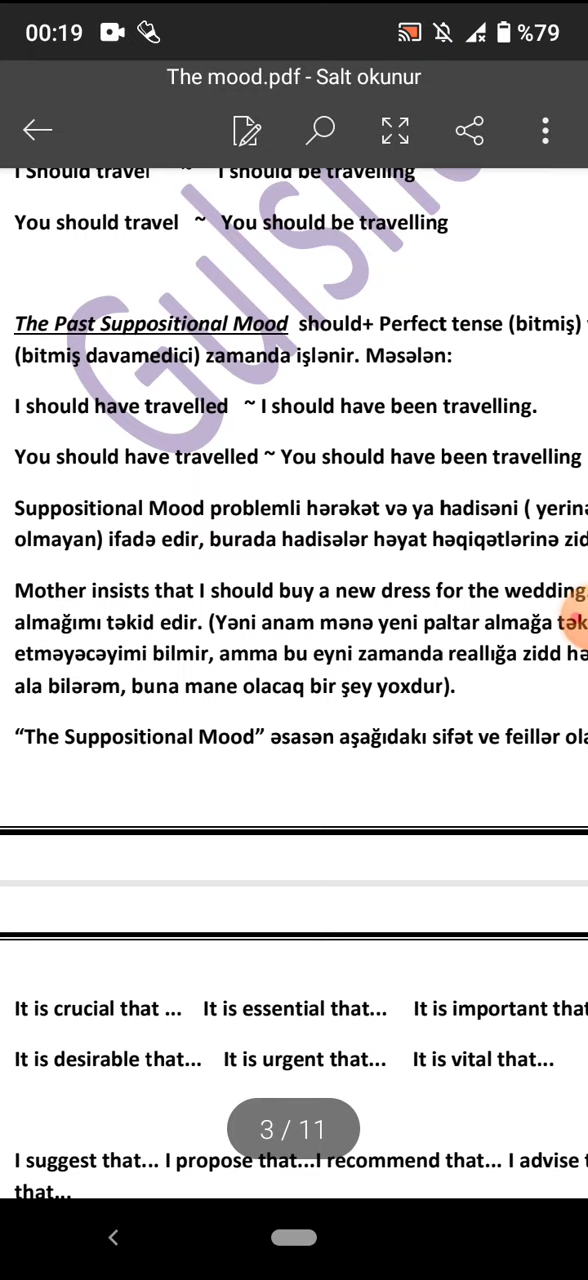 00:19 %79
The mood.pdf - Salt okunur
I Should travel ~ I should be travelling
You should travel ~ You should be travelling
The Past Suppositional Mood should+ Perfect tense (bitmiş)
(bitmiş davamedici) zamanda işlənir. Məsələn:
I should have travelled ~ I should have been travelling.
You should have travelled ~ You should have been travelling
Suppositional Mood problemli hərəkət və ya hadisəni ( yerinə
olmayan) ifadə edir, burada hadisələr həyat həqiqətlərinə zid
Mother insists that I should buy a new dress for the wedding
almağımı təkid edir. (Yəni anam mənə yeni paltar almağa tək
etməyəcəyimi bilmir, amma bu eyni zamanda reallığa zidd hə
ala bilərəm, buna mane olacaq bir şey yoxdur).
“The Suppositional Mood” əsasən aşağıdakı sifət ve feillər ola
It is crucial that ... It is essential that... It is important that
It is desirable that... It is urgent that... It is vital that...
3 / 11
I suggest that... I propose that...I recommend that... I advise t
that...
Gulsh